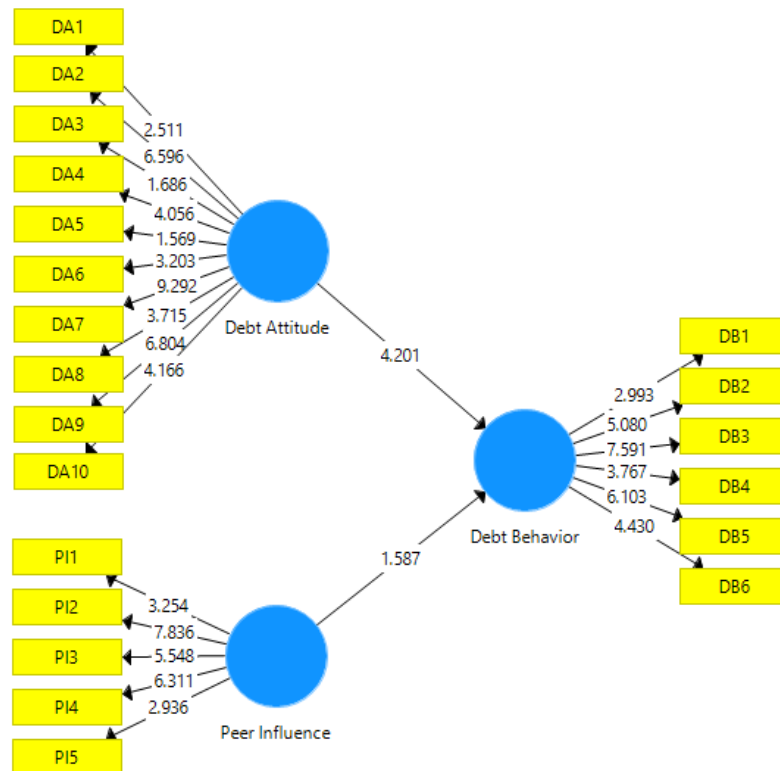 DA1
DA2
DA3
DA4
DA5
DA6
DA7
DA8
DA9
DA10
2.511
6.596
1.686
4.056
1.569
3.203
9.292
3.715
6.804
4.166
Debt Attitude
4.201
PI1
PI2
PI3
PI4
PI5
3.254
7.836
5.548
6.311
2.936
Peer Influence
1.587
Debt Behavior
2.993
5.080
7.591
3.767
6.103
4.430
DB1
DB2
DB3
DB4
DB5
DB6